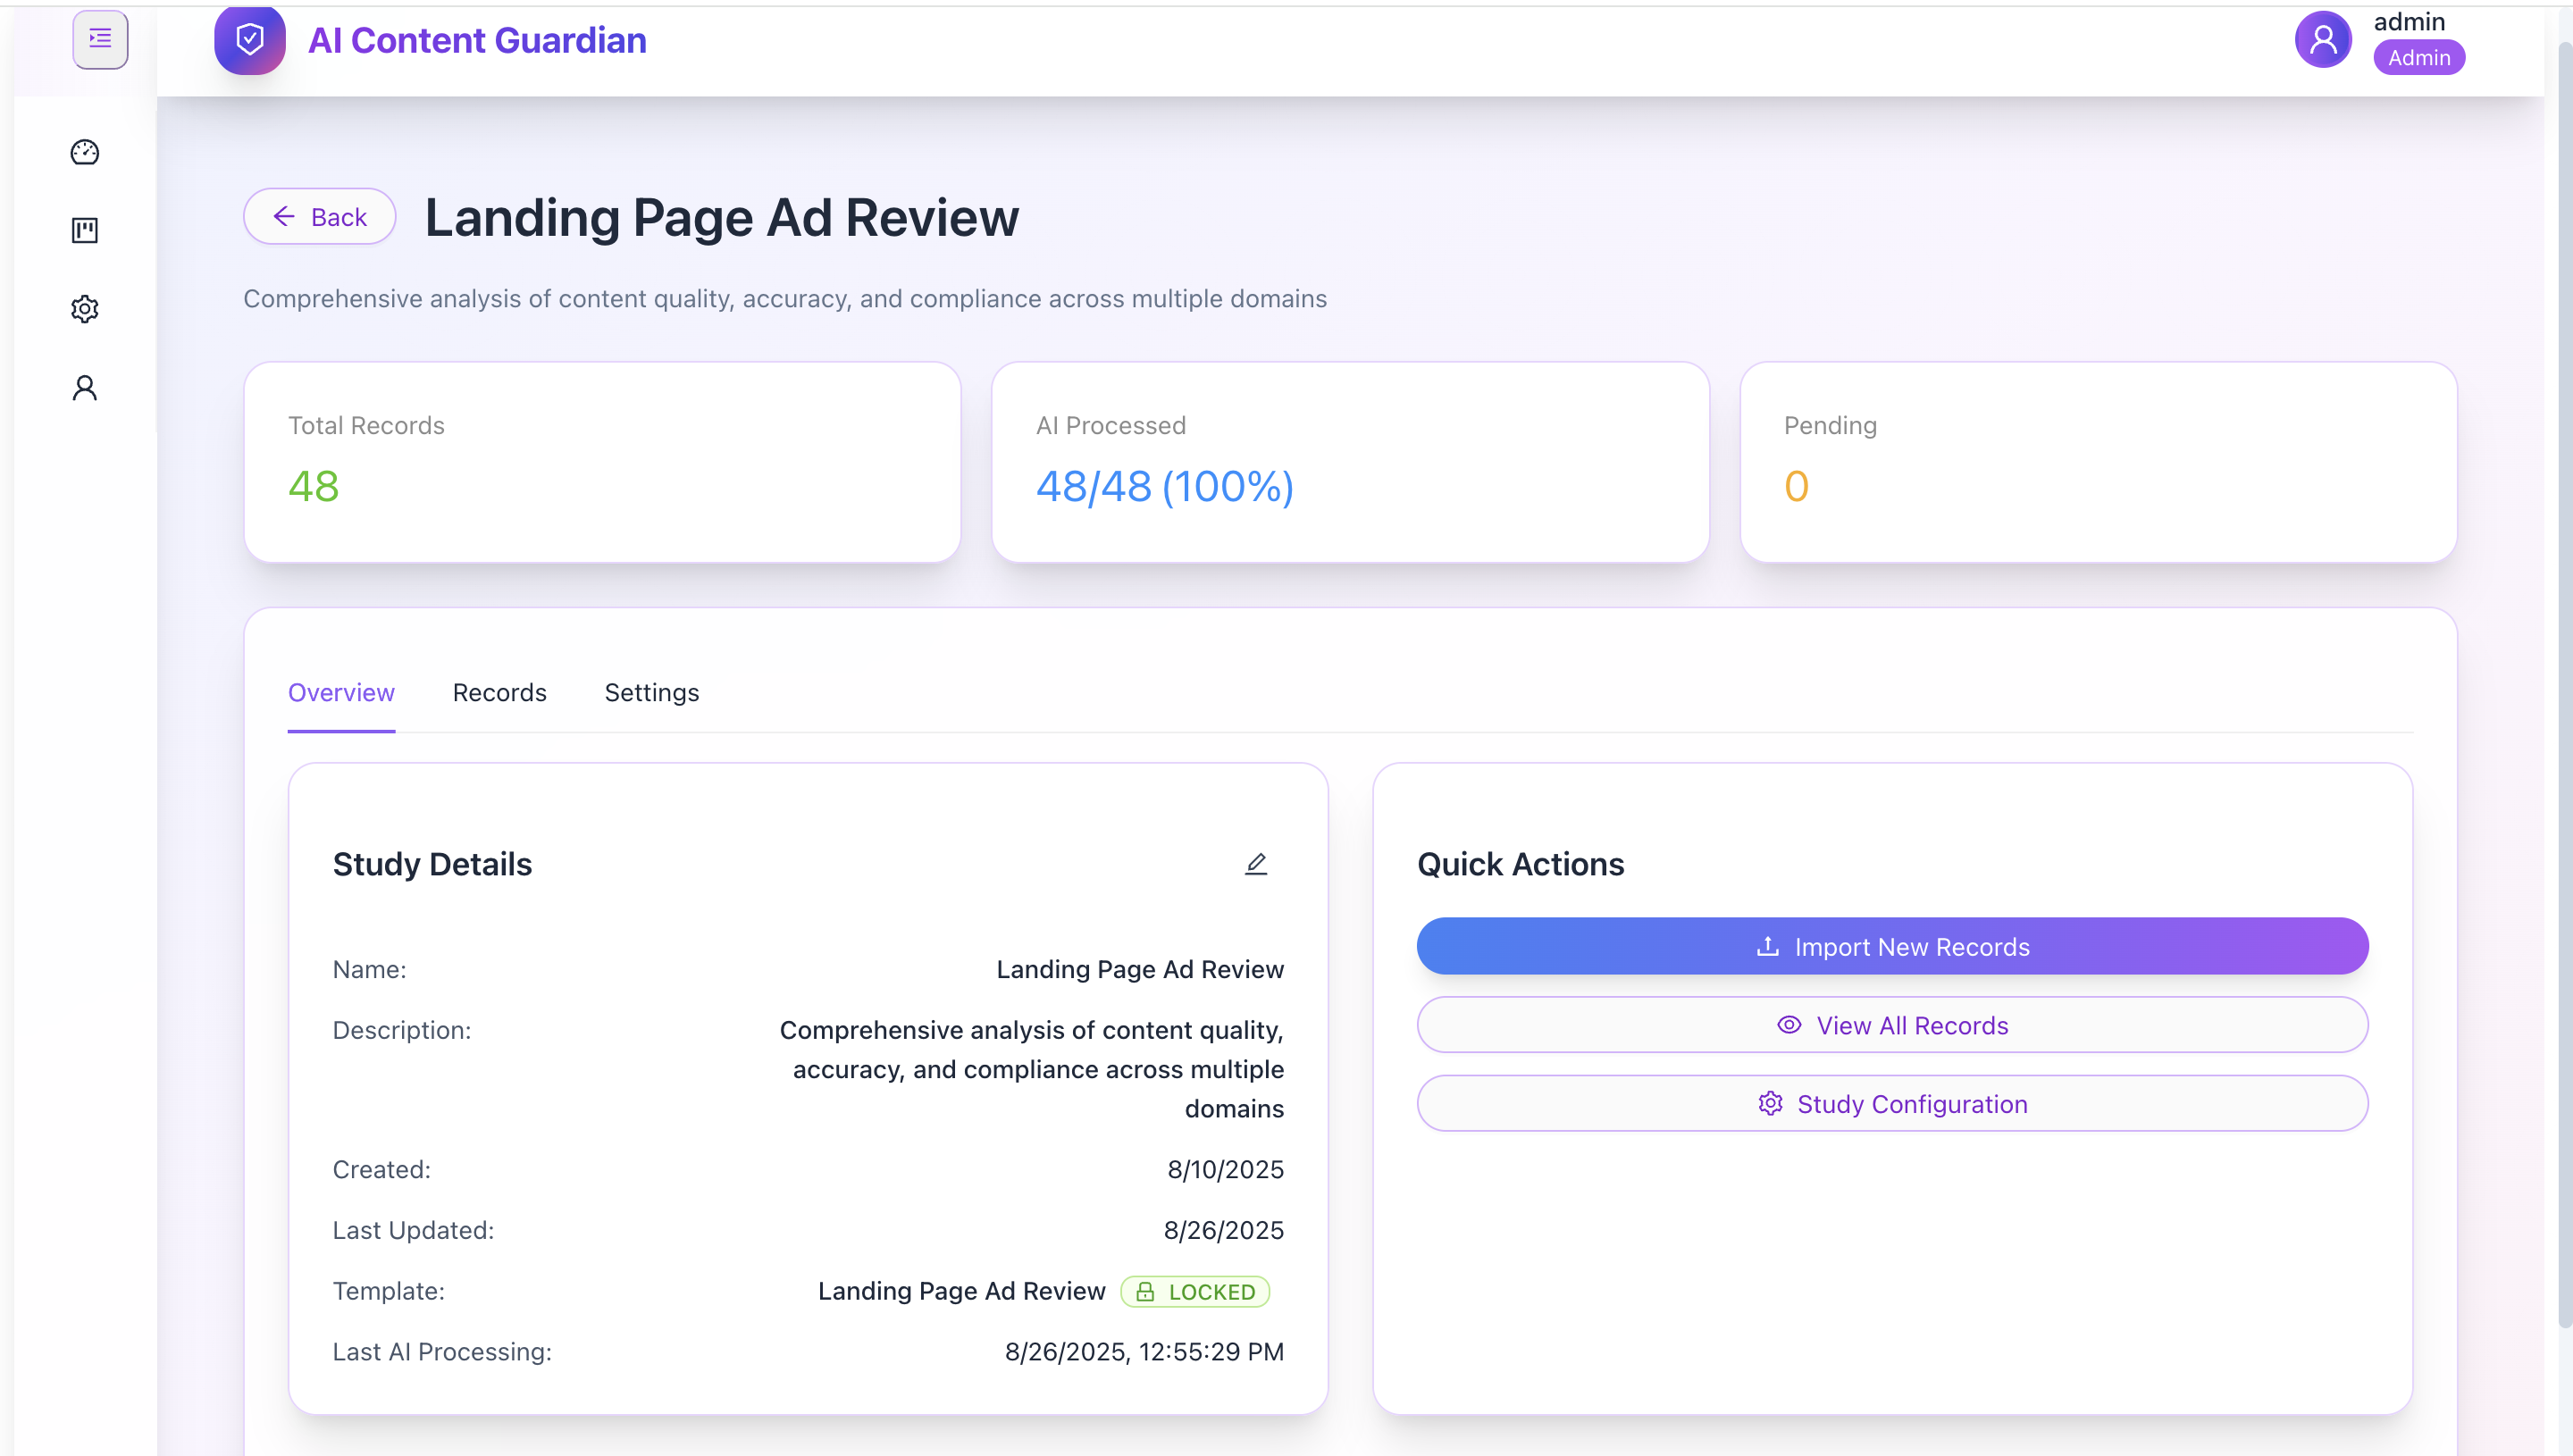 AI Content Guardian
admin
Admin
Back
Landing Page Ad Review
Comprehensive analysis of content quality, accuracy, and compliance across multiple domains
Total Records
48
AI Processed
48/48 (100%)
Pending
0
Overview
Records
Settings
Study Details
Name:
Landing Page Ad Review
Description:
Comprehensive analysis of content quality,
accuracy, and compliance across multiple
domains
Created:
8/10/2025
Last Updated:
8/26/2025
Template:
Landing Page Ad Review
LOCKED
Last AI Processing:
8/26/2025, 12:55:29 PM
Quick Actions
Import New Records
View All Records
Study Configuration